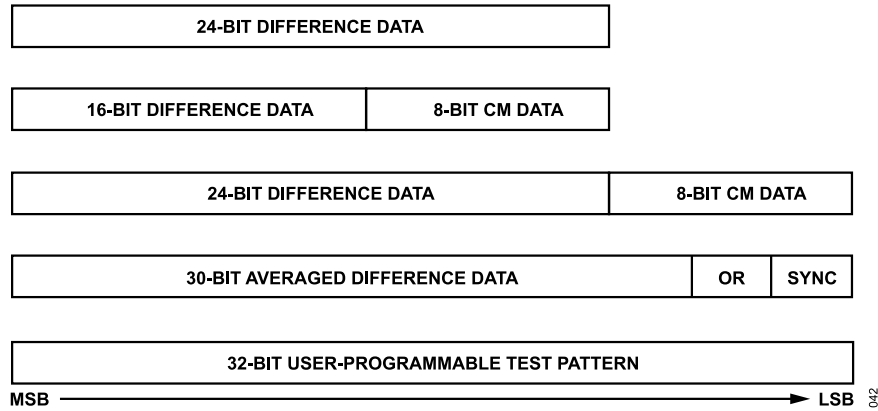 24-BIT DIFFERENCE DATA
16-BIT DIFFERENCE DATA 8-BIT CM DATA
24-BIT DIFFERENCE DATA 8-BIT CM DATA
30-BIT AVERAGED DIFFERENCE DATA OR SYNC
32-BIT USER-PROGRAMMABLE TEST PATTERN
MSB LSB
042